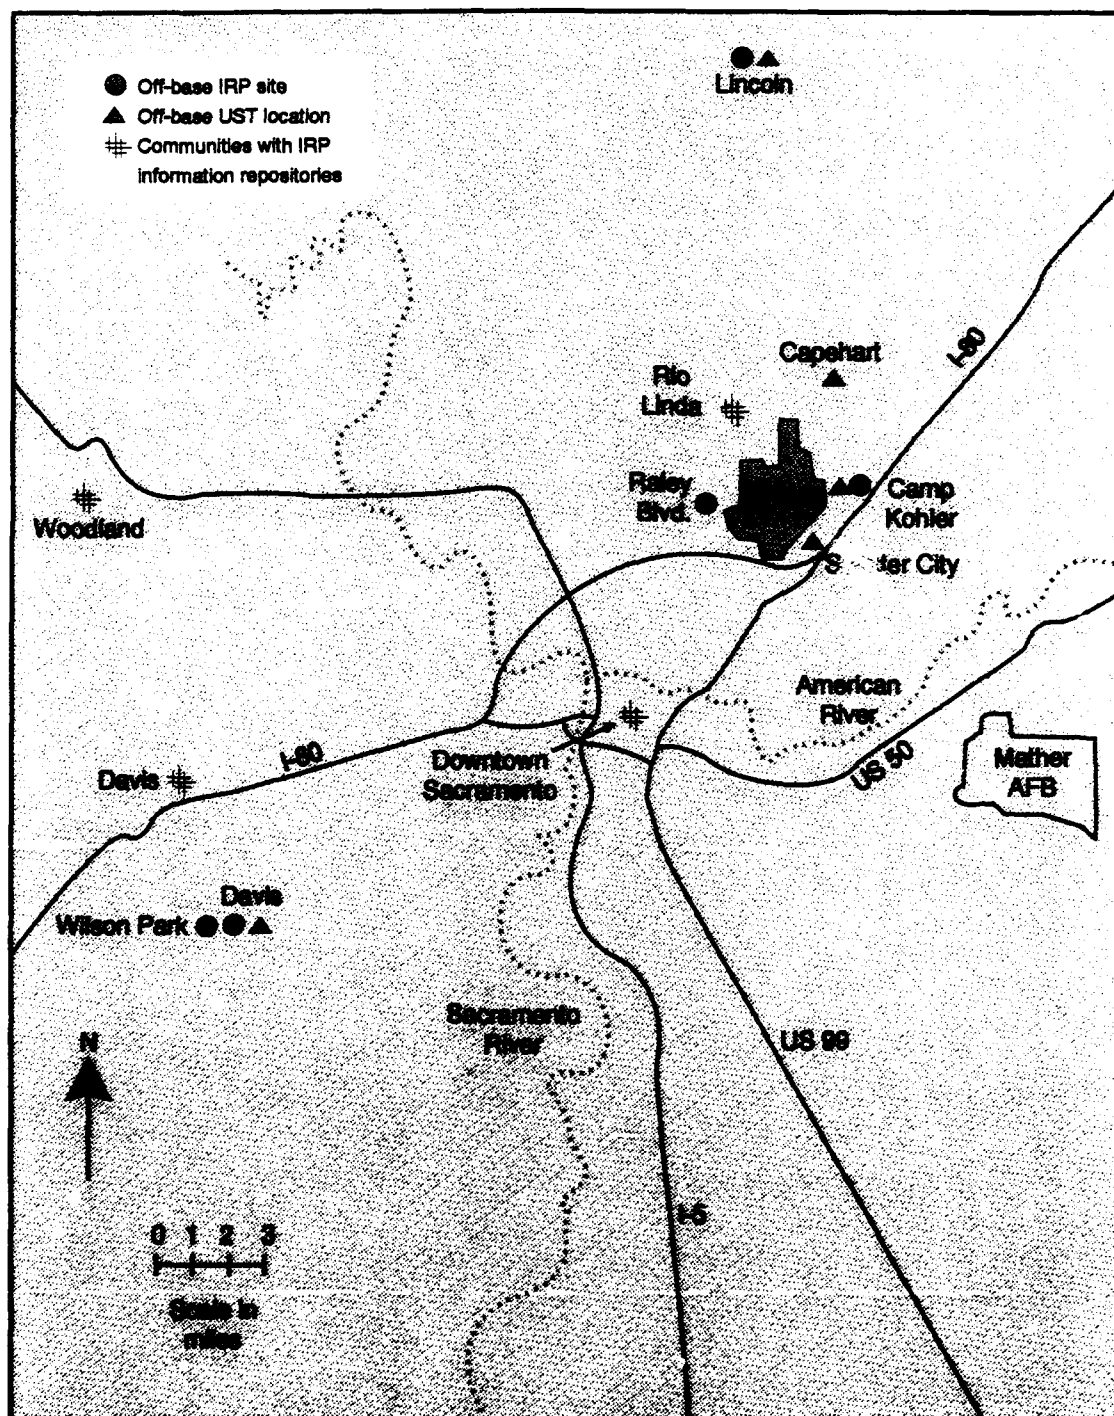 Off-base IRP site
Off-base UST location
Communities with IRP
information repositories
Lincoln
Capehart
I-80
Rio
Linda
Raley
Blvd.
Camp
Kohler
City
Woodland
American
River
US 50
Mather
AFB
I-80
Downtown
Sacramento
Davis
Davis
Wilson Park
Sacramento
River
US 99
N
I-5
0 1 2 3
Scale in
miles